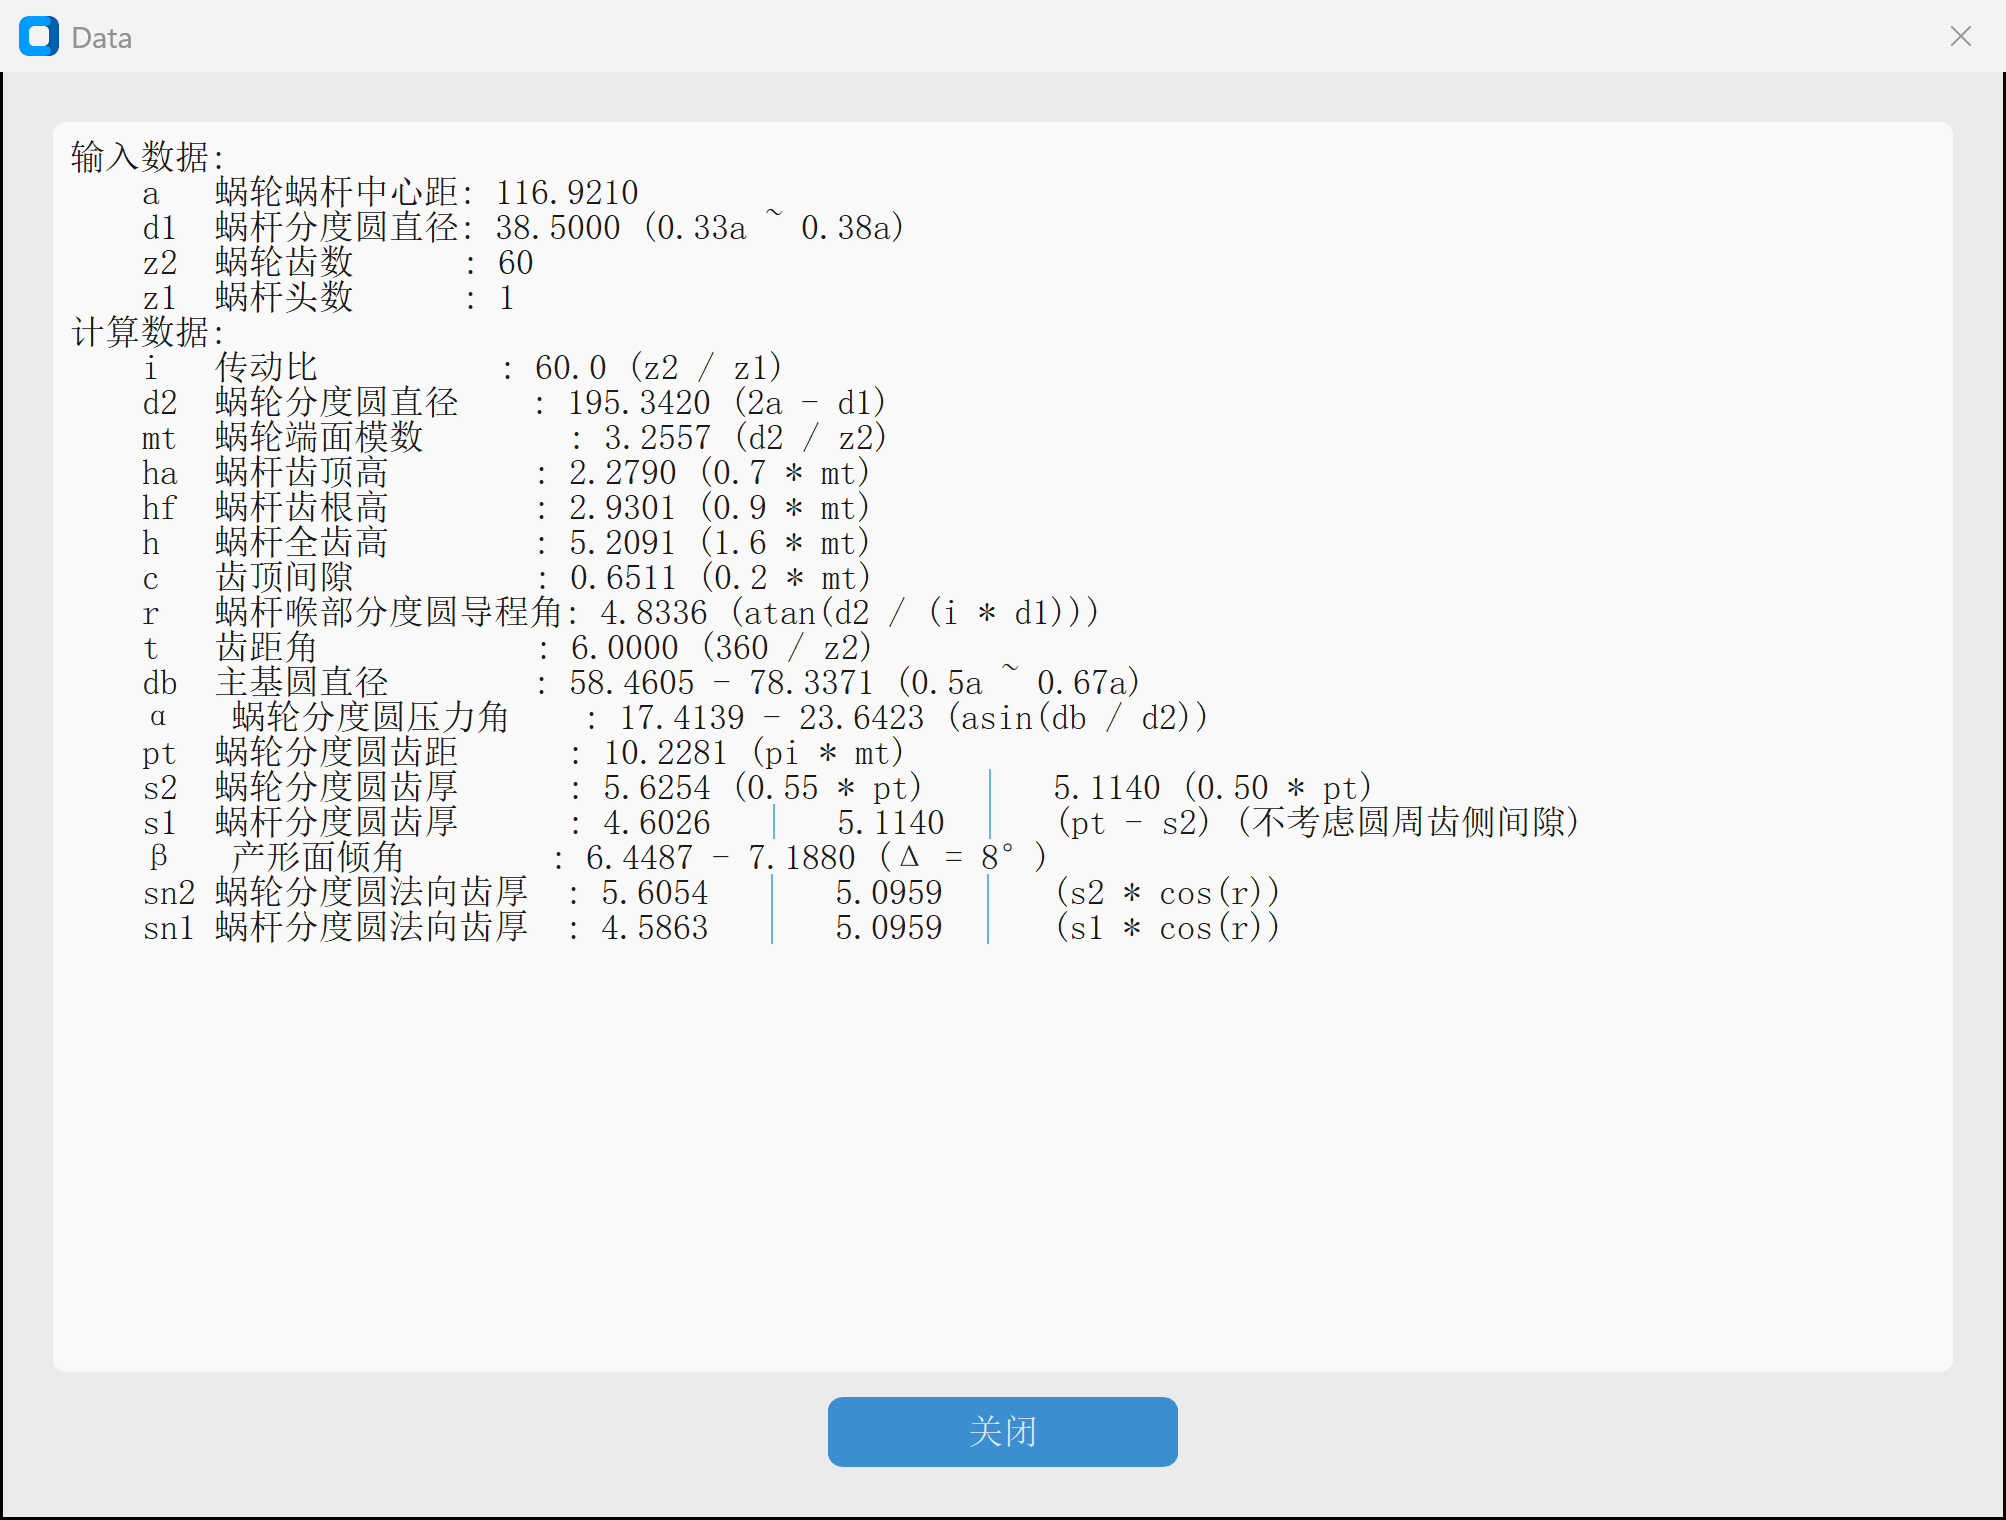 Data
输入数据:
a 蜗轮蜗杆中心距: 116.9210
d1 蜗杆分度圆直径: 38.5000 (0.33a ~ 0.38a)
z2 蜗轮齿数 : 60
z1 蜗杆头数 : 1
计算数据:
i 传动比 : 60.0 (z2 / z1)
d2 蜗轮分度圆直径 : 195.3420 (2a - d1)
mt 蜗轮端面模数 : 3.2557 (d2 / z2)
ha 蜗杆齿顶高 : 2.2790 (0.7 * mt)
hf 蜗杆齿根高 : 2.9301 (0.9 * mt)
h 蜗杆全齿高 : 5.2091 (1.6 * mt)
c 齿顶间隙 : 0.6511 (0.2 * mt)
r 蜗杆喉部分度圆导程角: 4.8336 (atan(d2 / (i * d1)))
t 齿距角 : 6.0000 (360 / z2)
db 主基圆直径 : 58.4605 - 78.3371 (0.5a ~ 0.67a)
α 蜗轮分度圆压力角 : 17.4139 - 23.6423 (asin(db / d2))
pt 蜗轮分度圆齿距 : 10.2281 (pi * mt)
s2 蜗轮分度圆齿厚 : 5.6254 (0.55 * pt) | 5.1140 (0.50 * pt)
s1 蜗杆分度圆齿厚 : 4.6026 | 5.1140 | (pt - s2) (不考虑圆周齿侧间隙)
β 产形面倾角 : 6.4487 - 7.1880 (Δ = 8°)
sn2 蜗轮分度圆法向齿厚 : 5.6054 | 5.0959 | (s2 * cos(r))
sn1 蜗杆分度圆法向齿厚 : 4.5863 | 5.0959 | (s1 * cos(r))
关闭